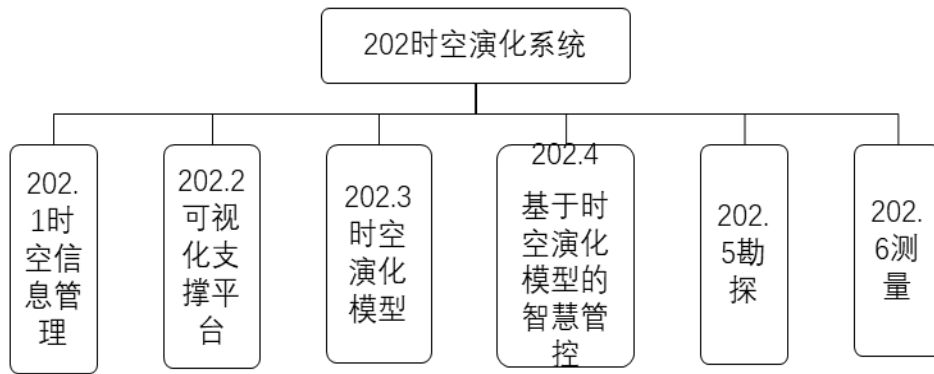 202时空演化系统
202.
1时
空信
息管
理
202.2
可视
化支
撑平
台
202.3
时空
演化
模型
202.4
基于时
空演化
模型的
智慧管
控
202.
5勘
探
202.
6测
量